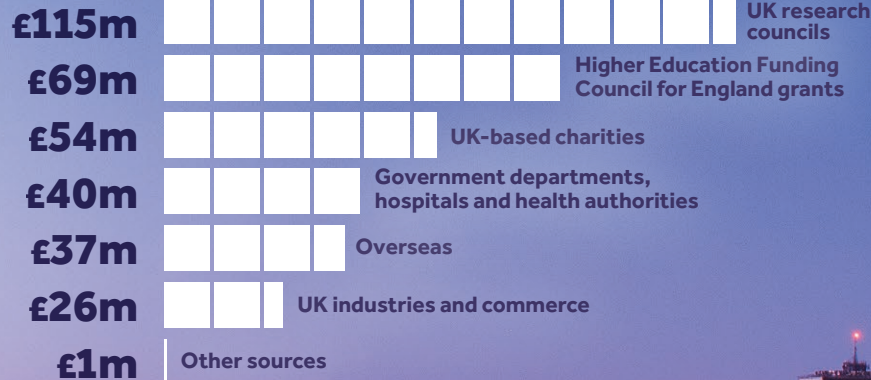 £115m
UK research
councils
£69m
Higher Education Funding
Council for England grants
£54m
UK-based charities
£40m
Government departments,
hospitals and health authorities
£37m
Overseas
£26m
UK industries and commerce
£1m
Other sources